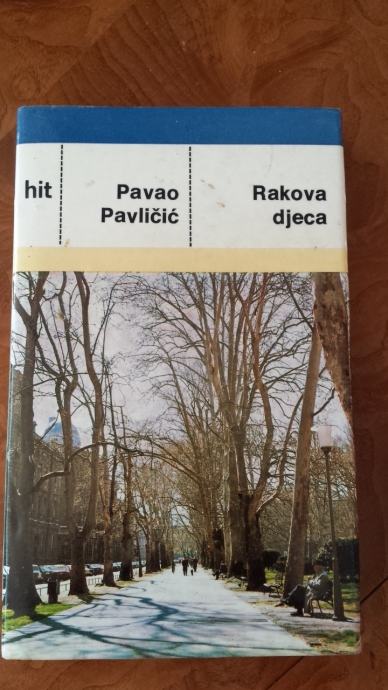 hit
Pavao
Pavličić
Rakova
djeca